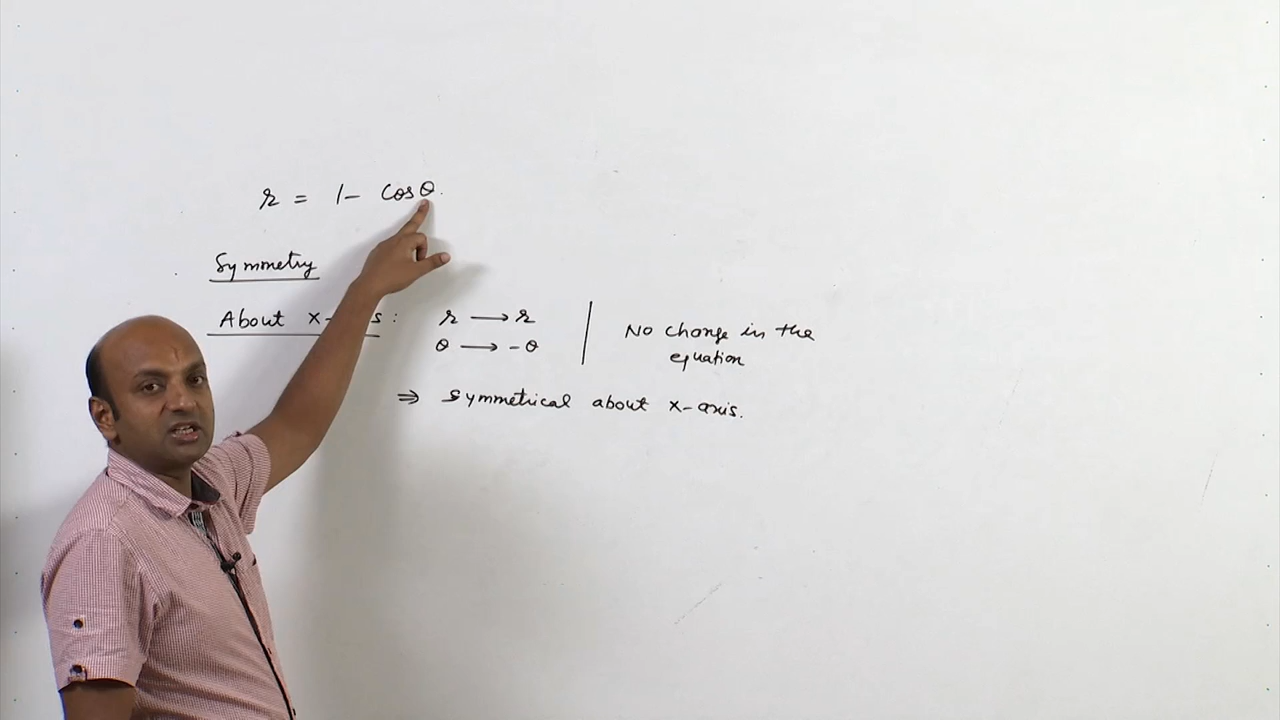 r = 1 - cosθ.
Symmetry
About x- s: r → r No change in the
θ → -θ equation
⇒ symmetrical about x-axis.